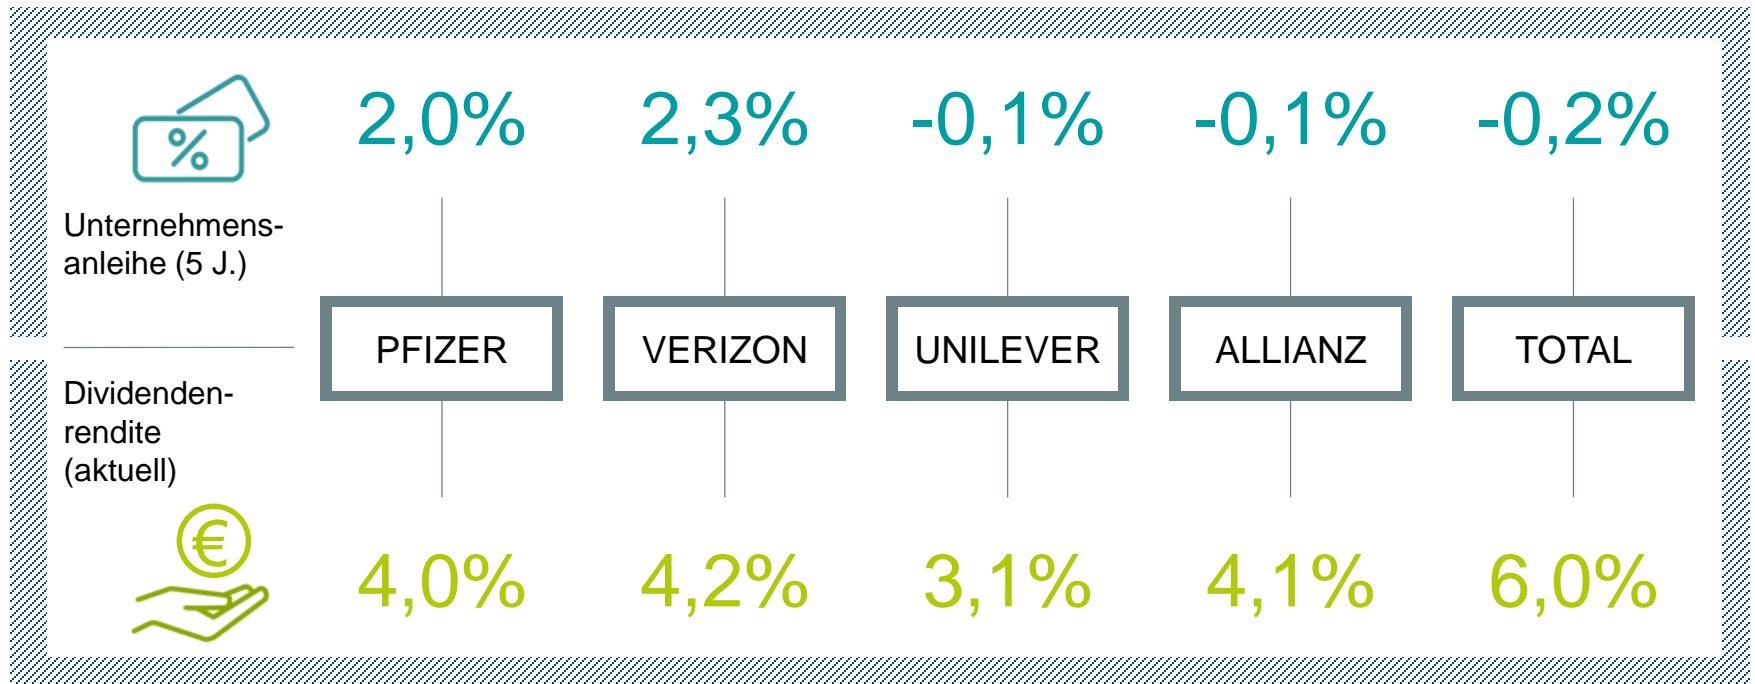 2,0% 2,3% -0,1% -0,1% -0,2%
%
Unternehmens-
anleihe (5 J.)
PFIZER VERIZON UNILEVER ALLIANZ TOTAL
Dividenden-
rendite
(aktuell)
€
4,0% 4,2% 3,1% 4,1% 6,0%